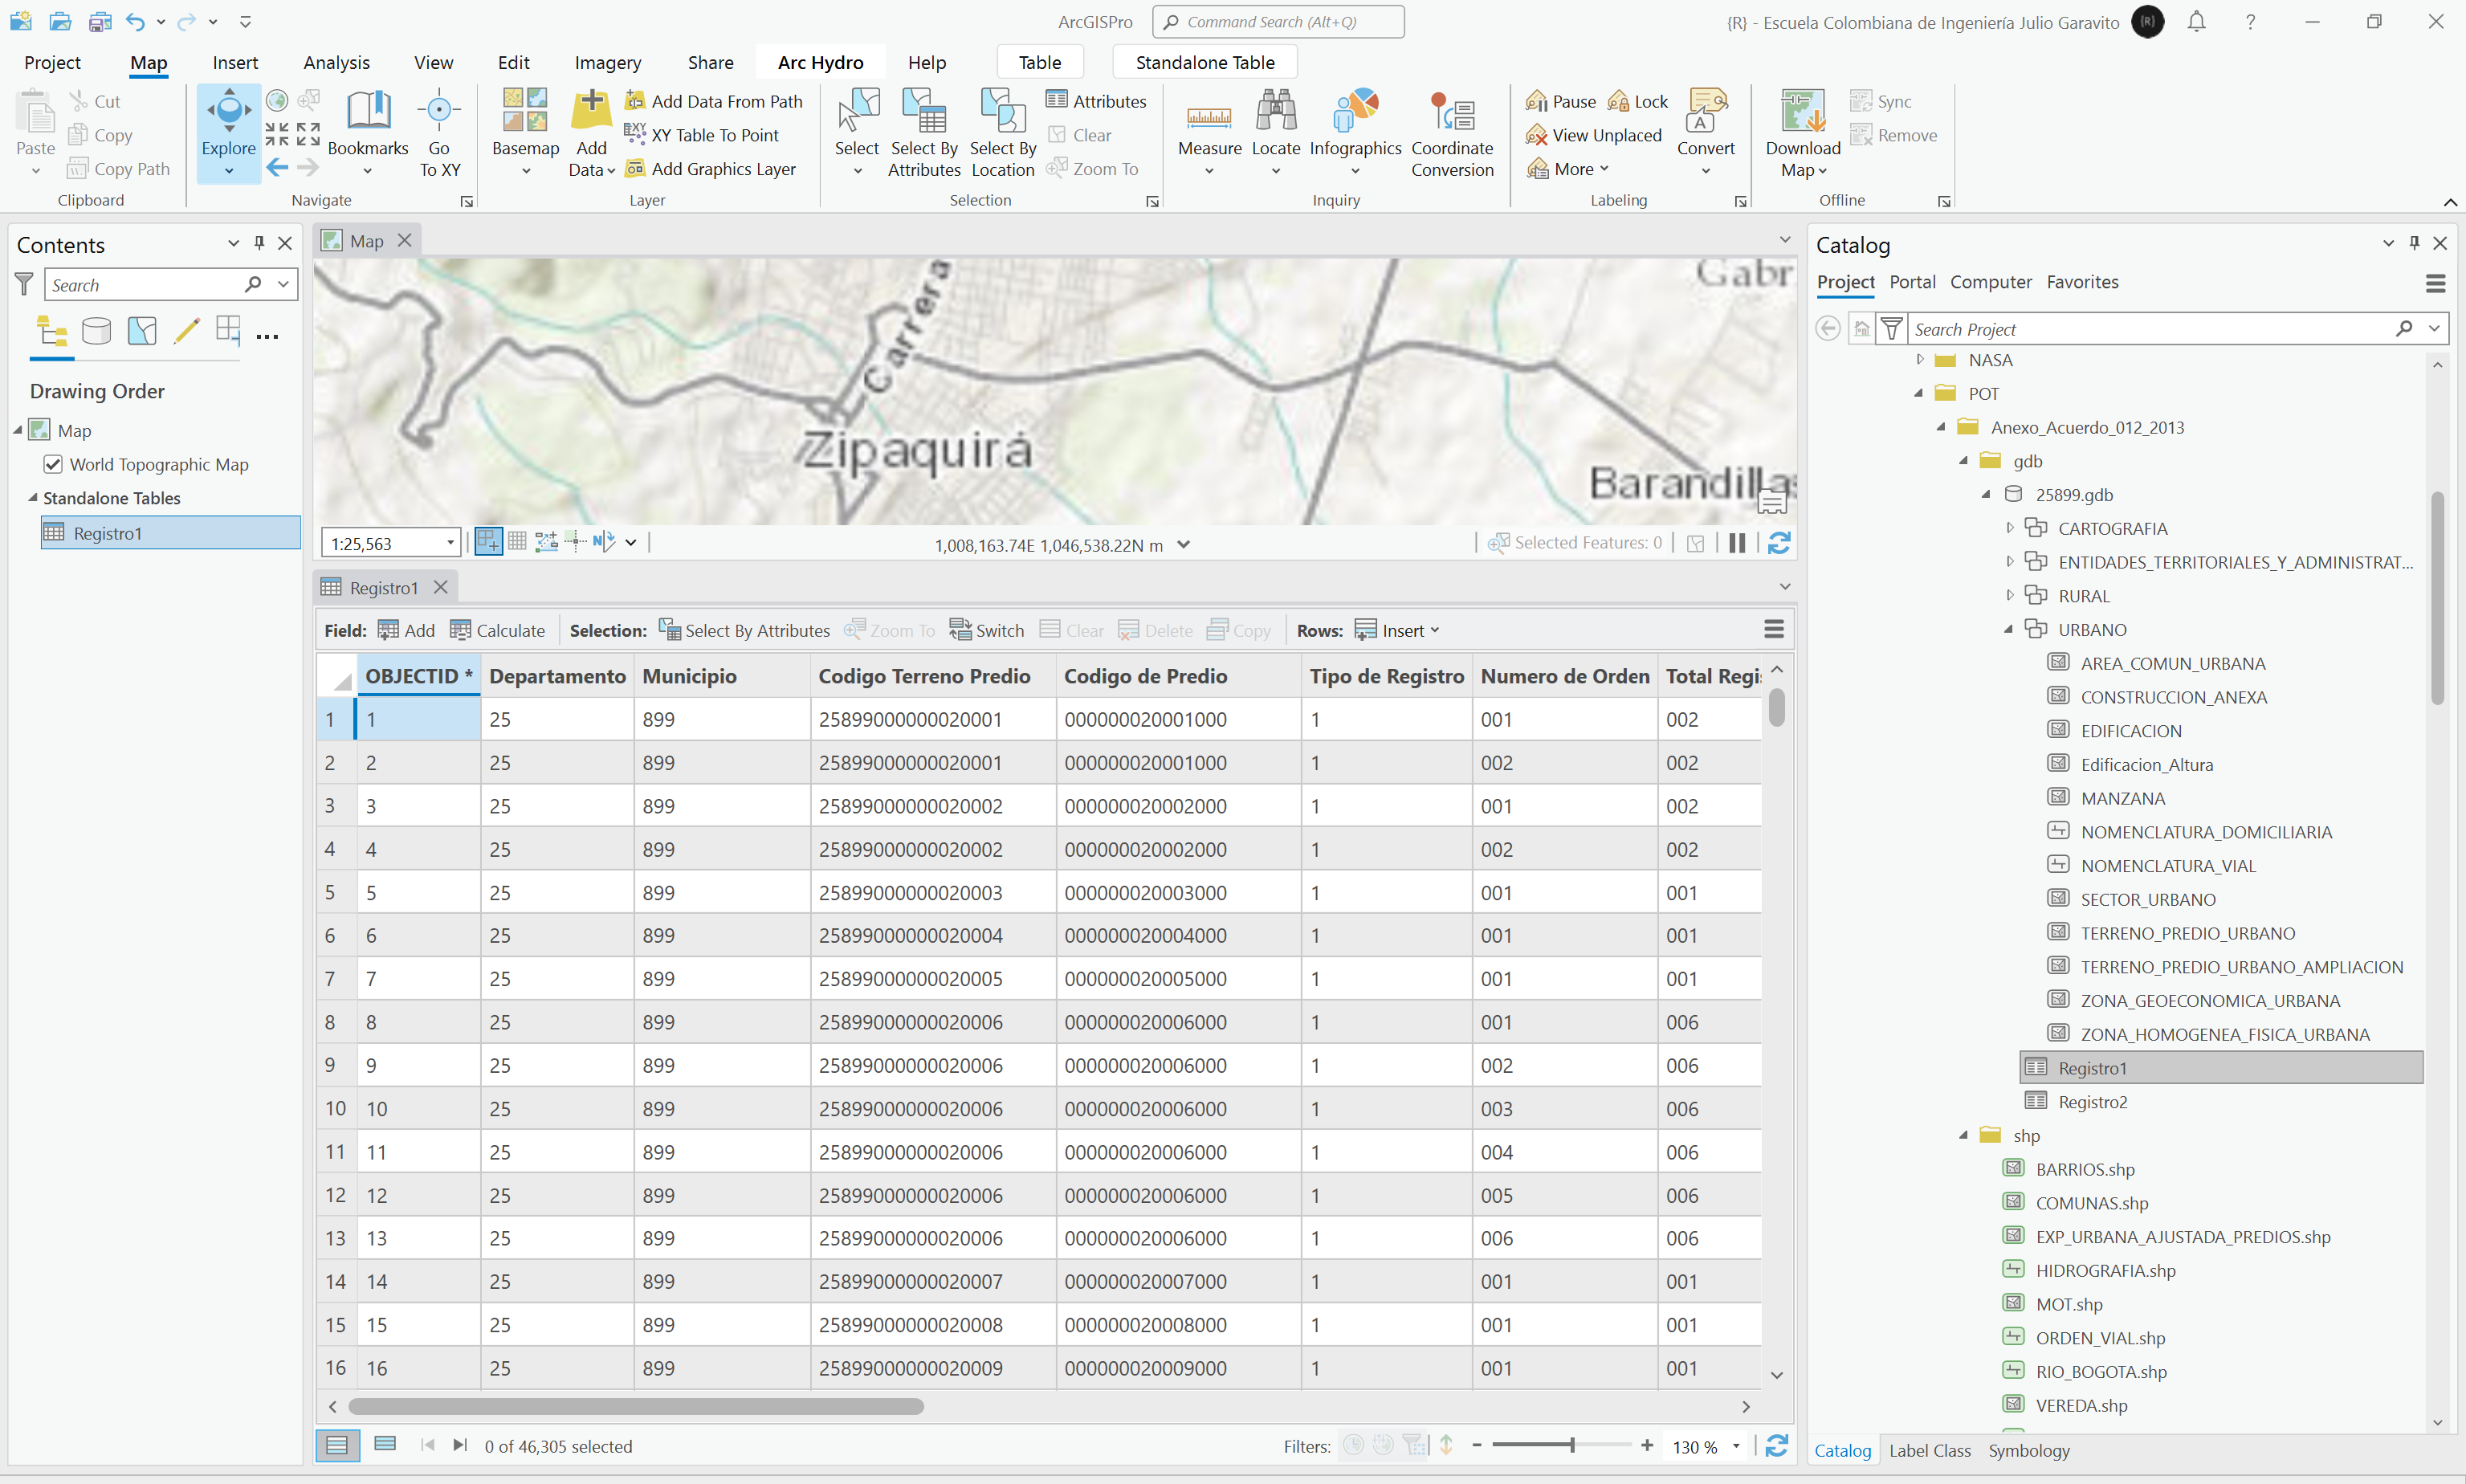 ArcGISPro
Command Search (Alt+Q)
{R} - Escuela Colombiana de Ingeniería Julio Garavito
{R}
?
Project
Map
Insert
Analysis
View
Edit
Imagery
Share
Arc Hydro
Help
Table
Standalone Table
Paste
Cut
Copy
Copy Path
Clipboard
Explore
Bookmarks
Go
To XY
Navigate
Basemap
Add
Data
Add Data From Path
XY Table To Point
Add Graphics Layer
Layer
Select
Select By
Attributes
Select By
Location
Attributes
Clear
Zoom To
Selection
Measure
Locate
Infographics
Coordinate
Conversion
Inquiry
Pause
Lock
View Unplaced
More
Convert
Labeling
Download
Map
Sync
Remove
Offline
Contents
Search
Drawing Order
Map
World Topographic Map
Standalone Tables
Registro1
Map
Carrera
Gabr
Zipaquirá
Barandillas
1:25,563
1,008,163.74E 1,046,538.22N m
Selected Features: 0
Registro1
Field: Add Calculate Selection: Select By Attributes Zoom To Switch Clear Delete Copy Rows: Insert
OBJECTID * Departamento Municipio Codigo Terreno Predio Codigo de Predio Tipo de Registro Numero de Orden Total Regis
1 1 25 899 25899000000020001 000000020001000 1 001 002
2 2 25 899 25899000000020001 000000020001000 1 002 002
3 3 25 899 25899000000020002 000000020002000 1 001 002
4 4 25 899 25899000000020002 000000020002000 1 002 002
5 5 25 899 25899000000020003 000000020003000 1 001 001
6 6 25 899 25899000000020004 000000020004000 1 001 001
7 7 25 899 25899000000020005 000000020005000 1 001 001
8 8 25 899 25899000000020006 000000020006000 1 001 006
9 9 25 899 25899000000020006 000000020006000 1 002 006
10 10 25 899 25899000000020006 000000020006000 1 003 006
11 11 25 899 25899000000020006 000000020006000 1 004 006
12 12 25 899 25899000000020006 000000020006000 1 005 006
13 13 25 899 25899000000020006 000000020006000 1 006 006
14 14 25 899 25899000000020007 000000020007000 1 001 001
15 15 25 899 25899000000020008 000000020008000 1 001 001
16 16 25 899 25899000000020009 000000020009000 1 001 001
0 of 46,305 selected
Filters:
130 %
Catalog
Project Portal Computer Favorites
Search Project
NASA
POT
Anexo_Acuerdo_012_2013
gdb
25899.gdb
CARTOGRAFIA
ENTIDADES_TERRITORIALES_Y_ADMINISTRAT...
RURAL
URBANO
AREA_COMUN_URBANA
CONSTRUCCION_ANEXA
EDIFICACION
Edificacion_Altura
MANZANA
NOMENCLATURA_DOMICILIARIA
NOMENCLATURA_VIAL
SECTOR_URBANO
TERRENO_PREDIO_URBANO
TERRENO_PREDIO_URBANO_AMPLIACION
ZONA_GEOECONOMICA_URBANA
ZONA_HOMOGENEA_FISICA_URBANA
Registro1
Registro2
shp
BARRIOS.shp
COMUNAS.shp
EXP_URBANA_AJUSTADA_PREDIOS.shp
HIDROGRAFIA.shp
MOT.shp
ORDEN_VIAL.shp
RIO_BOGOTA.shp
VEREDA.shp
Catalog Label Class Symbology